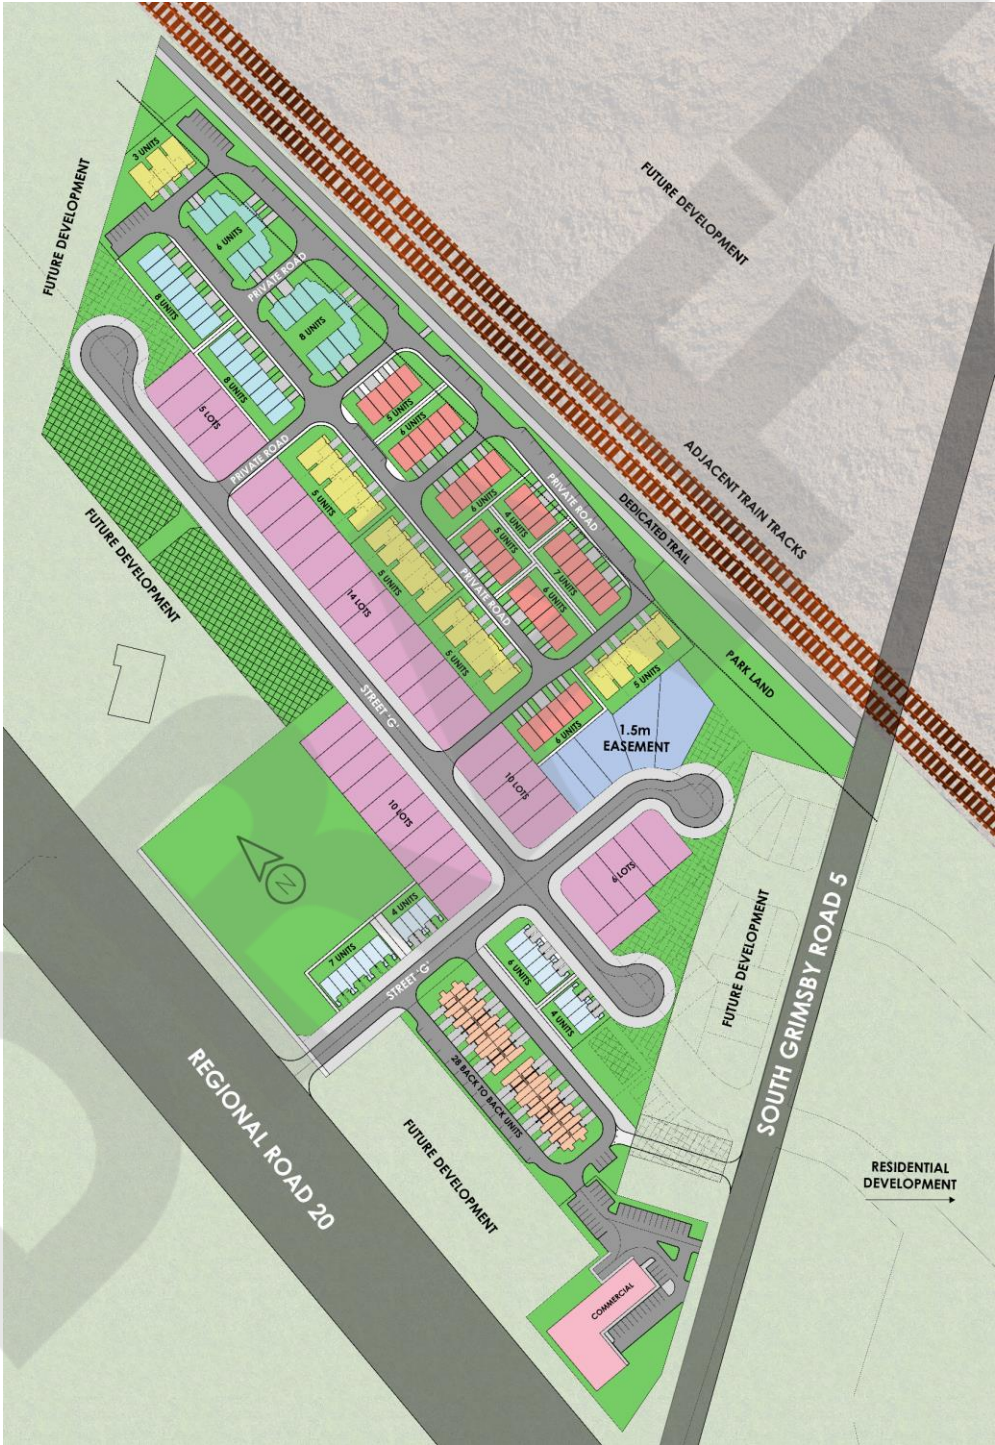 3 UNITS
FUTURE DEVELOPMENT
FUTURE DEVELOPMENT
6 UNITS
PRIVATE ROAD
8 UNITS
8 UNITS
8 UNITS
5 LOTS
5 UNITS
6 UNITS
PRIVATE ROAD
5 UNITS
6 UNITS
4 UNITS
PRIVATE ROAD
ADJACENT TRAIN TRACKS
DEDICATED TRAIL
5 UNITS
7 UNITS
6 UNITS
FUTURE DEVELOPMENT
14 LOTS
5 UNITS
PRIVATE ROAD
5 UNITS
5 UNITS
PARK LAND
STREET 'G'
6 UNITS
1.5m
EASEMENT
10 LOTS
10 LOTS
6 LOTS
N
4 UNITS
7 UNITS
STREET 'G'
6 UNITS
4 UNITS
FUTURE DEVELOPMENT
SOUTH GRIMSBY ROAD 5
28 BACK TO BACK UNITS
REGIONAL ROAD 20
FUTURE DEVELOPMENT
RESIDENTIAL
DEVELOPMENT
COMMERCIAL